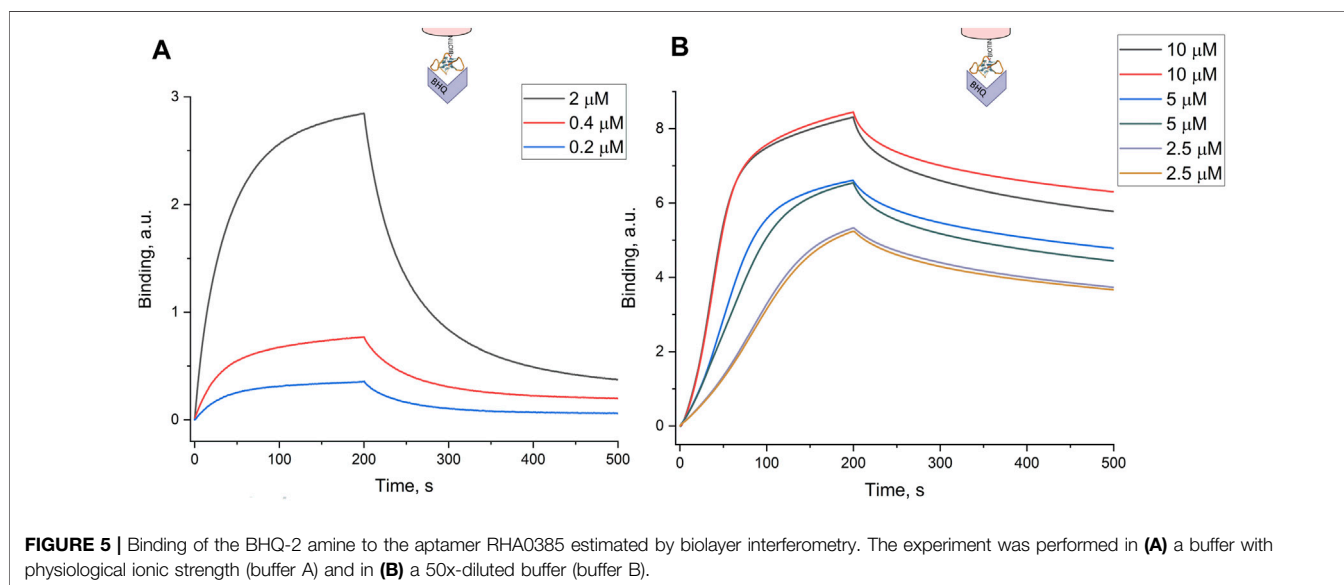 A
BIOTIN
BHQ
2 μM
0.4 μM
0.2 μM
3
2
1
0
Binding, a.u.
0 100 200 300 400 500
Time, s
B
BIOTIN
BHQ
10 μM
10 μM
5 μM
5 μM
2.5 μM
2.5 μM
8
6
4
2
0
Binding, a.u.
0 100 200 300 400 500
Time, s
FIGURE 5 | Binding of the BHQ-2 amine to the aptamer RHA0385 estimated by biolayer interferometry. The experiment was performed in (A) a buffer with
physiological ionic strength (buffer A) and in (B) a 50x-diluted buffer (buffer B).